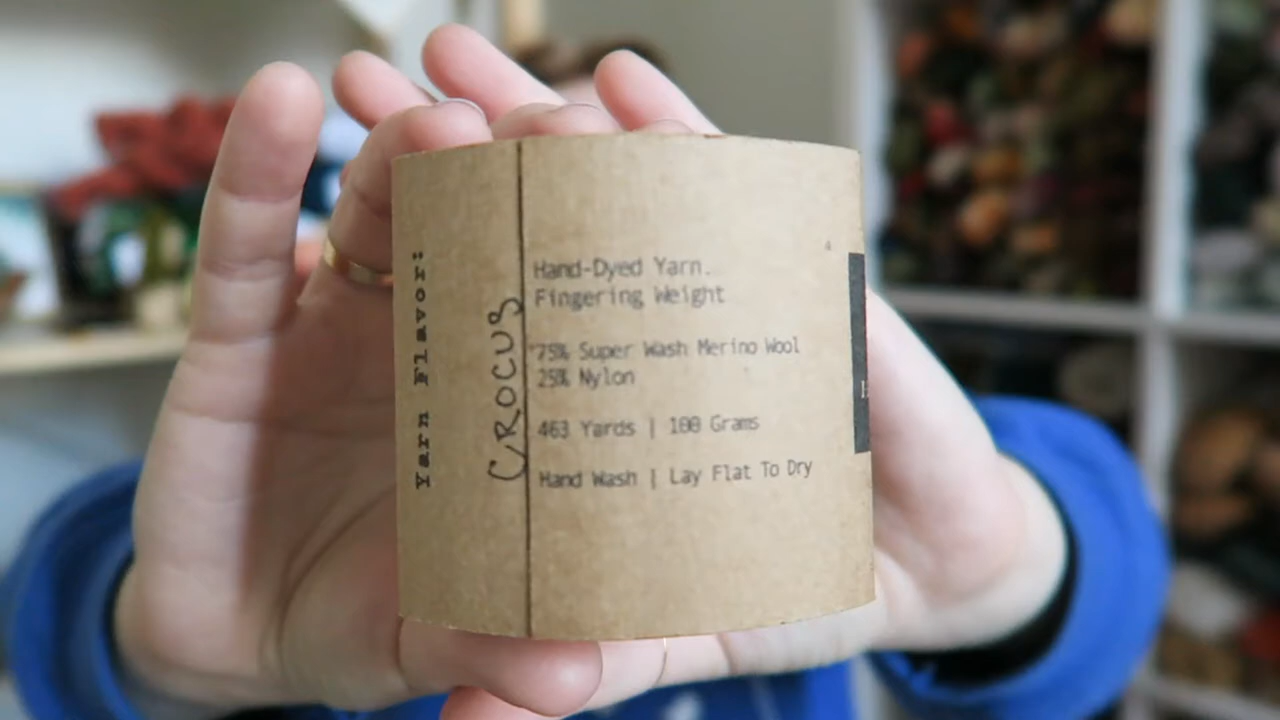 Yarn Flavor:
CROCUS
Hand-Dyed Yarn.
Fingering Weight
75% Super Wash Merino Wool
25% Nylon
463 Yards | 100 Grams
Hand Wash | Lay Flat To Dry